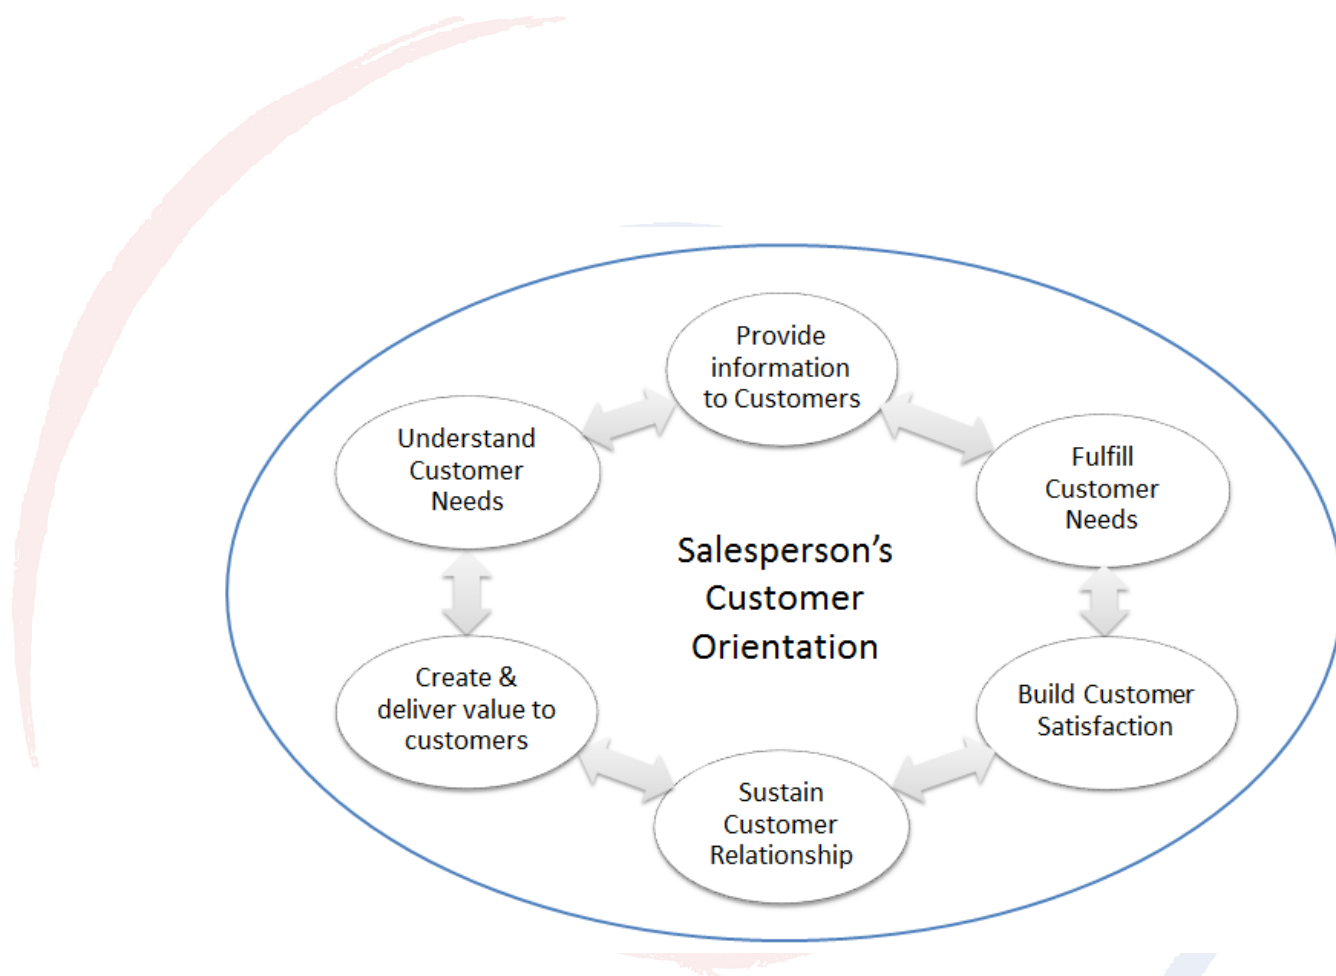 Provide
information
to Customers
Understand
Customer
Needs
Fulfill
Customer
Needs
Salesperson’s
Customer
Orientation
Create &
deliver value to
customers
Build Customer
Satisfaction
Sustain
Customer
Relationship